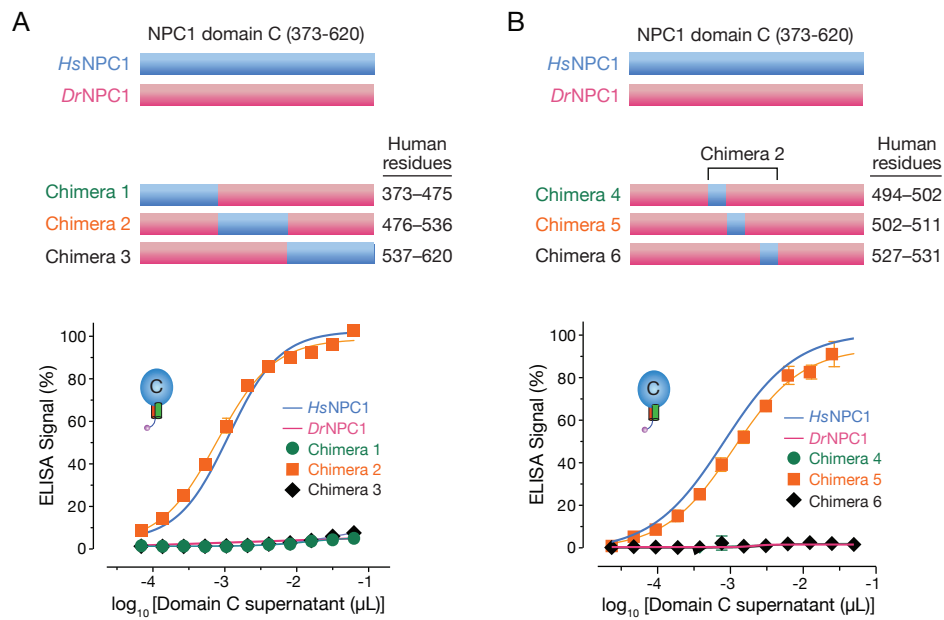 A
NPC1 domain C (373-620)
HsNPC1
DrNPC1
Human
residues
Chimera 1
373–475
Chimera 2
476–536
Chimera 3
537–620
100
80
60
40
20
0
ELISA Signal (%)
C
HsNPC1
DrNPC1
Chimera 1
Chimera 2
Chimera 3
-4
-3
-2
-1
log10 [Domain C supernatant (µL)]
B
NPC1 domain C (373-620)
HsNPC1
DrNPC1
Chimera 2
Human
residues
Chimera 4
494–502
Chimera 5
502–511
Chimera 6
527–531
100
80
60
40
20
0
ELISA Signal (%)
C
HsNPC1
DrNPC1
Chimera 4
Chimera 5
Chimera 6
-4
-3
-2
-1
log10 [Domain C supernatant (µL)]